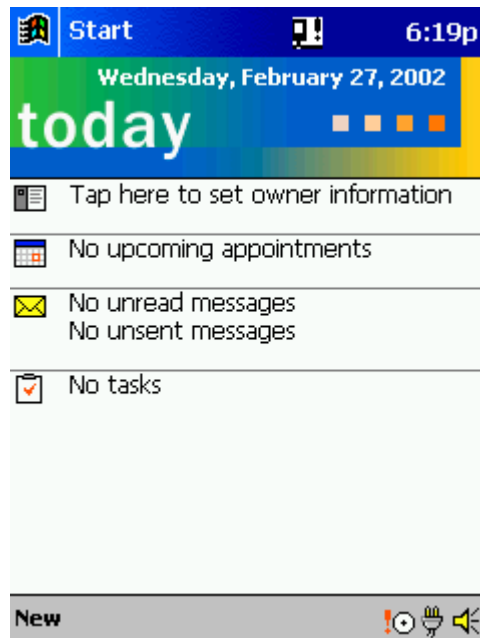 Start 6:19p
Wednesday, February 27, 2002
today
Tap here to set owner information
No upcoming appointments
No unread messages
No unsent messages
No tasks
New